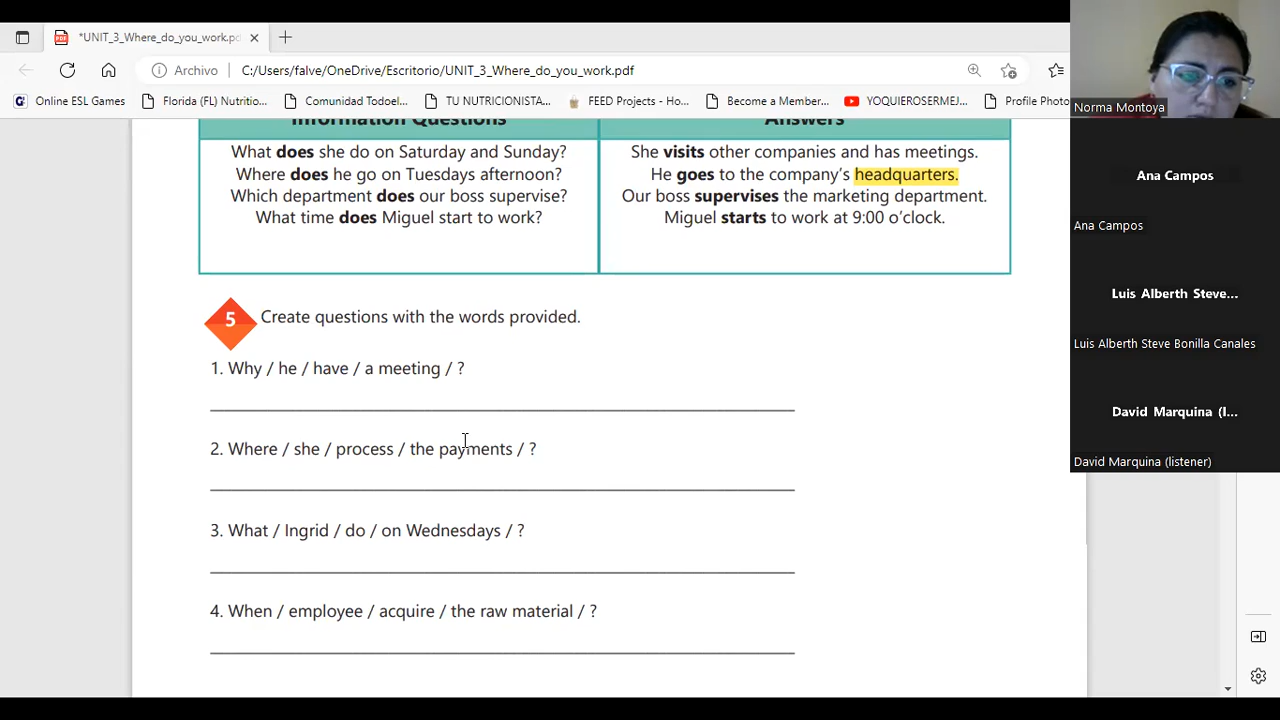 *UNIT_3_Where_do_you_work.pd
Archivo
C:/Users/falve/OneDrive/Escritorio/UNIT_3_Where_do_you_work.pdf
Online ESL Games
Florida (FL) Nutritio...
Comunidad Todoel...
TU NUTRICIONISTA...
FEED Projects - Ho...
Become a Member...
YOQUIEROSERMEJ...
Profile Photo
Information Questions
Answers
What does she do on Saturday and Sunday?
Where does he go on Tuesdays afternoon?
Which department does our boss supervise?
What time does Miguel start to work?
She visits other companies and has meetings.
He goes to the company's headquarters.
Our boss supervises the marketing department.
Miguel starts to work at 9:00 o'clock.
5 Create questions with the words provided.
1. Why / he / have / a meeting / ?
2. Where / she / process / the payments / ?
3. What / Ingrid / do / on Wednesdays / ?
4. When / employee / acquire / the raw material / ?
Norma Montoya
Ana Campos
Ana Campos
Luis Alberth Steve...
Luis Alberth Steve Bonilla Canales
David Marquina (l...
David Marquina (listener)